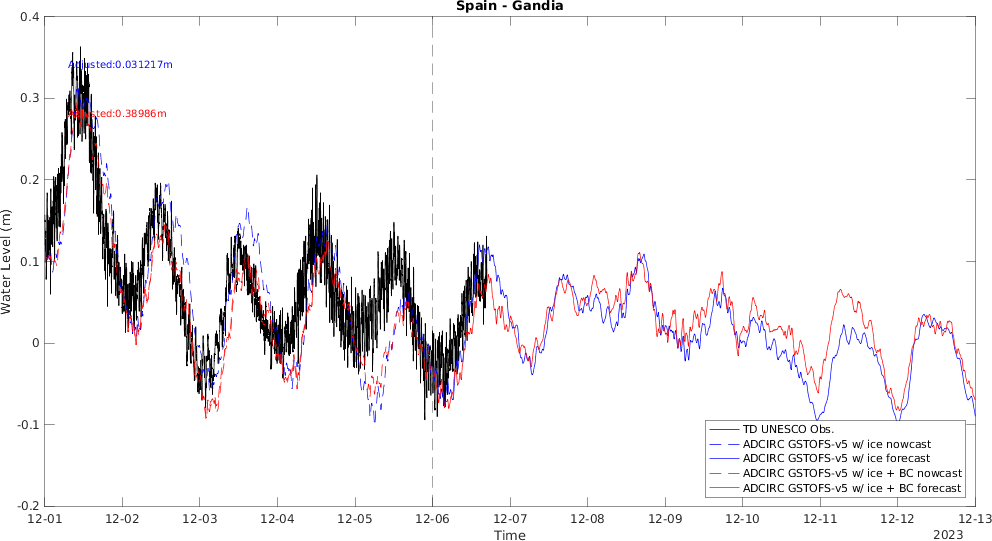 Spain - Gandia
0.4
0.3
0.2
0.1
0
-0.1
-0.2
Water Level (m)
Adjusted:0.031217m
Adjusted:0.38986m
TD UNESCO Obs.
ADCIRC GSTOFS-v5 w/ ice nowcast
ADCIRC GSTOFS-v5 w/ ice forecast
ADCIRC GSTOFS-v5 w/ ice + BC nowcast
ADCIRC GSTOFS-v5 w/ ice + BC forecast
12-01 12-02 12-03 12-04 12-05 12-06 12-07 12-08 12-09 12-10 12-11 12-12 12-13
Time
2023